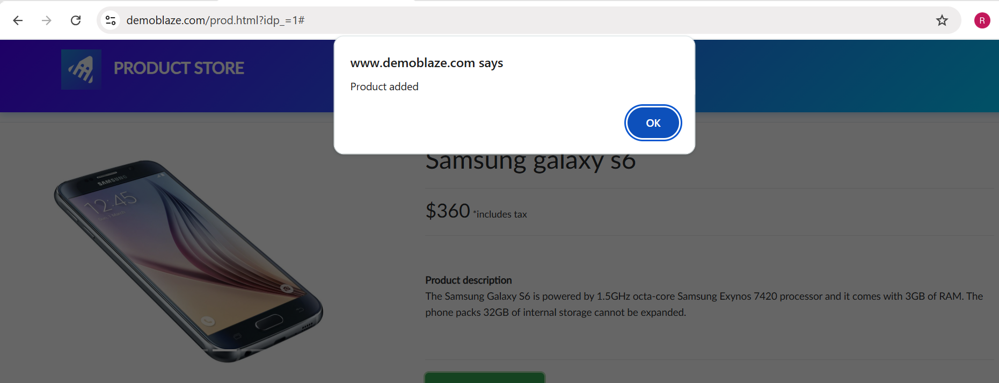 demoblaze.com/prod.html?idp_=1#
R
www.demoblaze.com says
Product added
OK
PRODUCT STORE
Samsung galaxy s6
$360 *includes tax
Product description
The Samsung Galaxy S6 is powered by 1.5GHz octa-core Samsung Exynos 7420 processor and it comes with 3GB of RAM. The
phone packs 32GB of internal storage cannot be expanded.
SAMSUNG
12:45